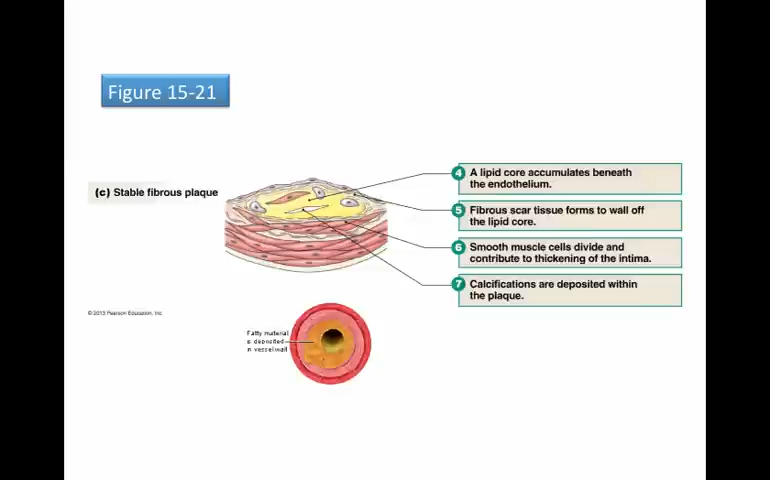 Figure 15-21
(c) Stable fibrous plaque
4 A lipid core accumulates beneath
the endothelium.
5 Fibrous scar tissue forms to wall off
the lipid core.
6 Smooth muscle cells divide and
contribute to thickening of the intima.
7 Calcifications are deposited within
the plaque.
© 2013 Pearson Education, Inc.
Fatty material
is deposited
in vessel wall